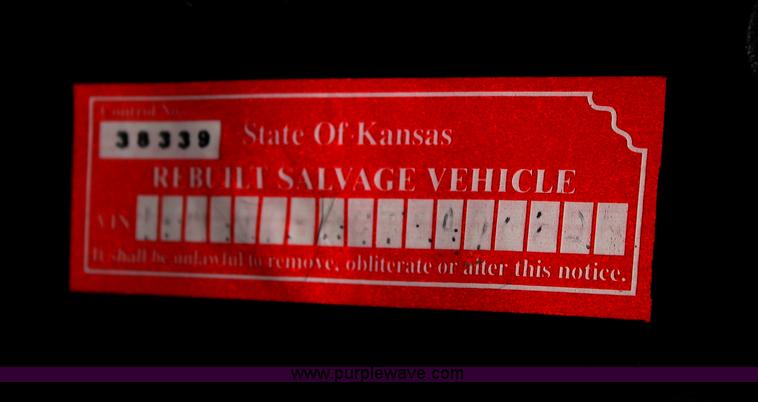 Control No.
38339
State Of Kansas
REBUILT SALVAGE VEHICLE
VIN
It shall be unlawful to remove, obliterate or alter this notice.
www.purplewave.com